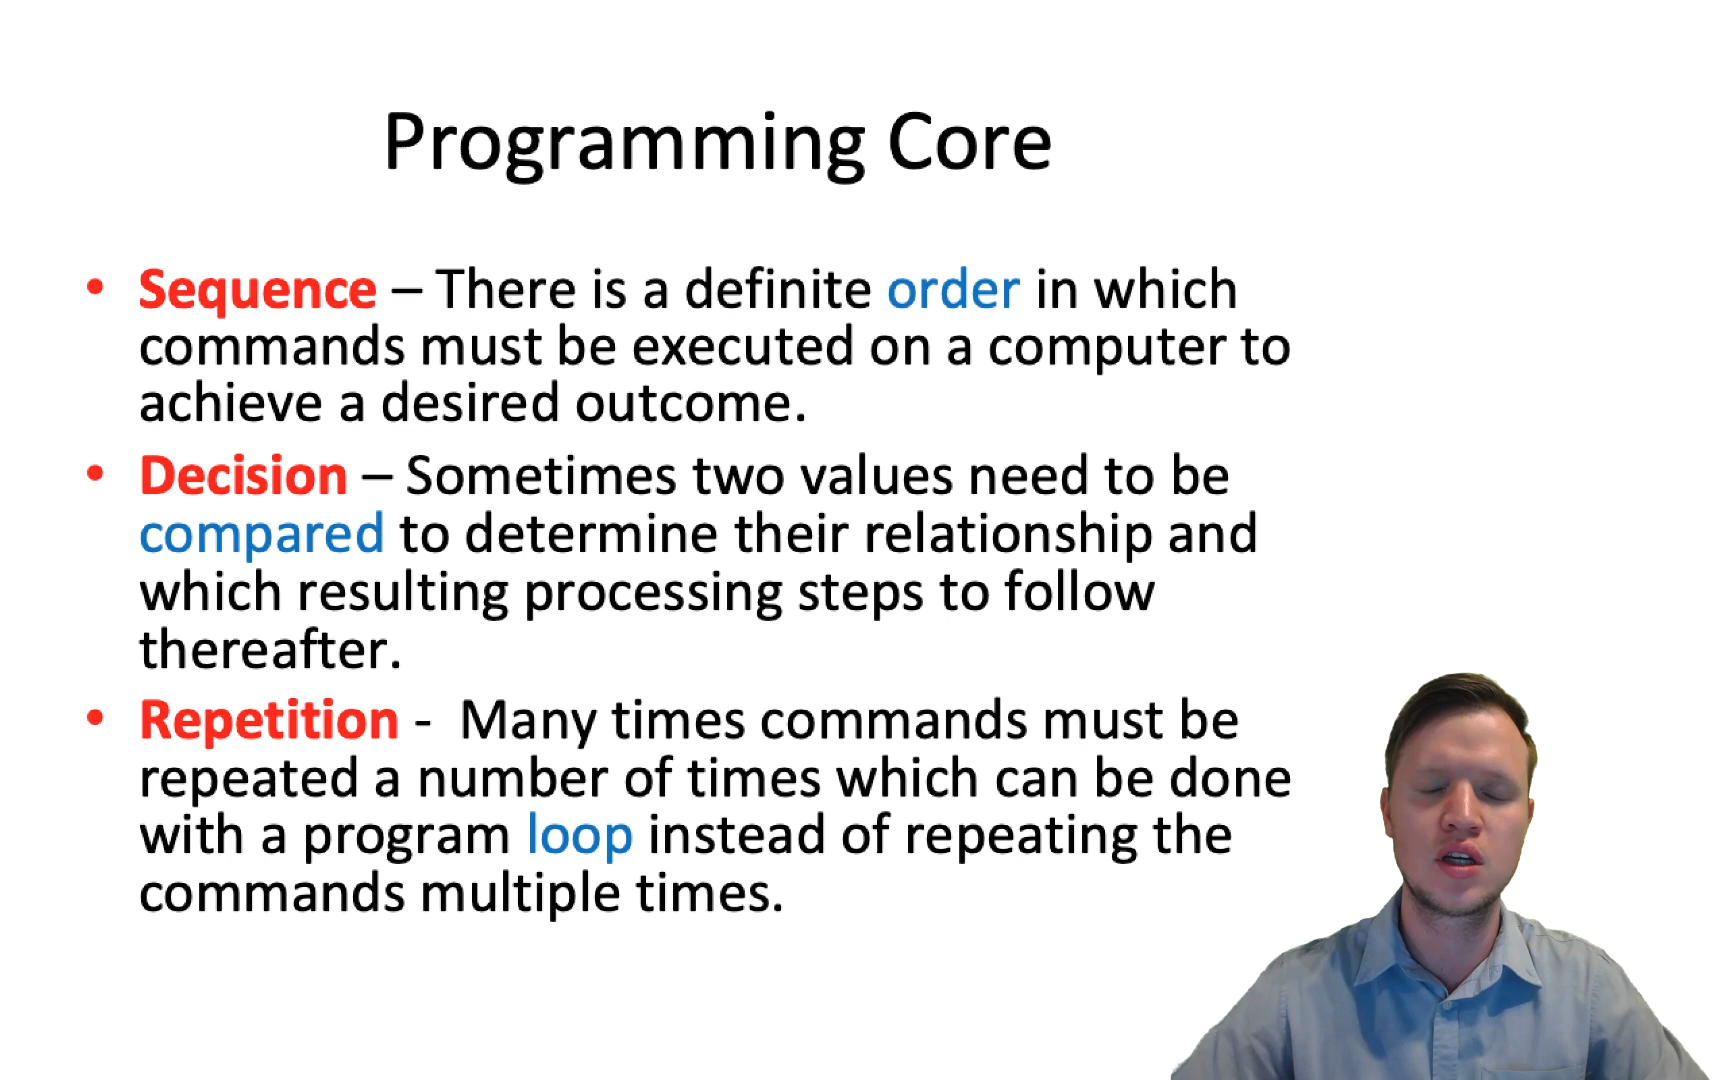 Programming Core
• Sequence – There is a definite order in which
commands must be executed on a computer to
achieve a desired outcome.
• Decision – Sometimes two values need to be
compared to determine their relationship and
which resulting processing steps to follow
thereafter.
• Repetition -  Many times commands must be
repeated a number of times which can be done
with a program loop instead of repeating the
commands multiple times.